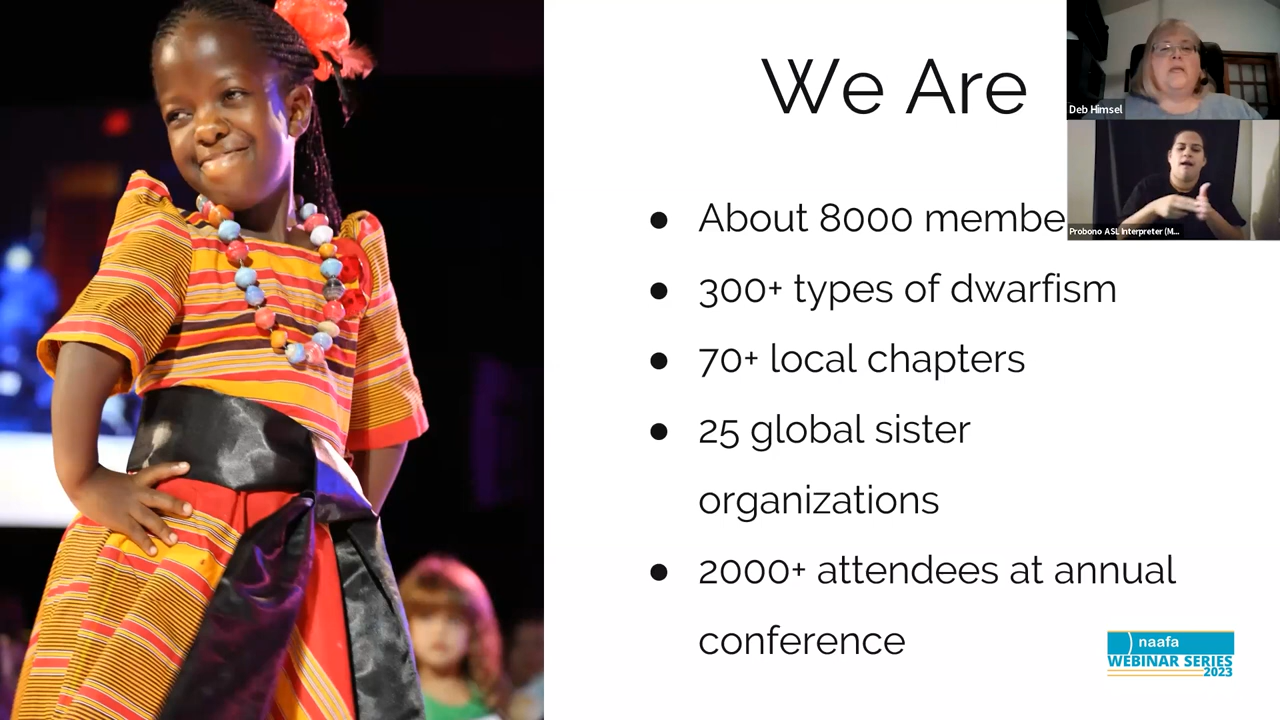 We Are
Deb Himsel
Probono ASL Interpreter (M...
● About 8000 membe
● 300+ types of dwarfism
● 70+ local chapters
● 25 global sister
organizations
● 2000+ attendees at annual
conference
naafa
WEBINAR SERIES
2023